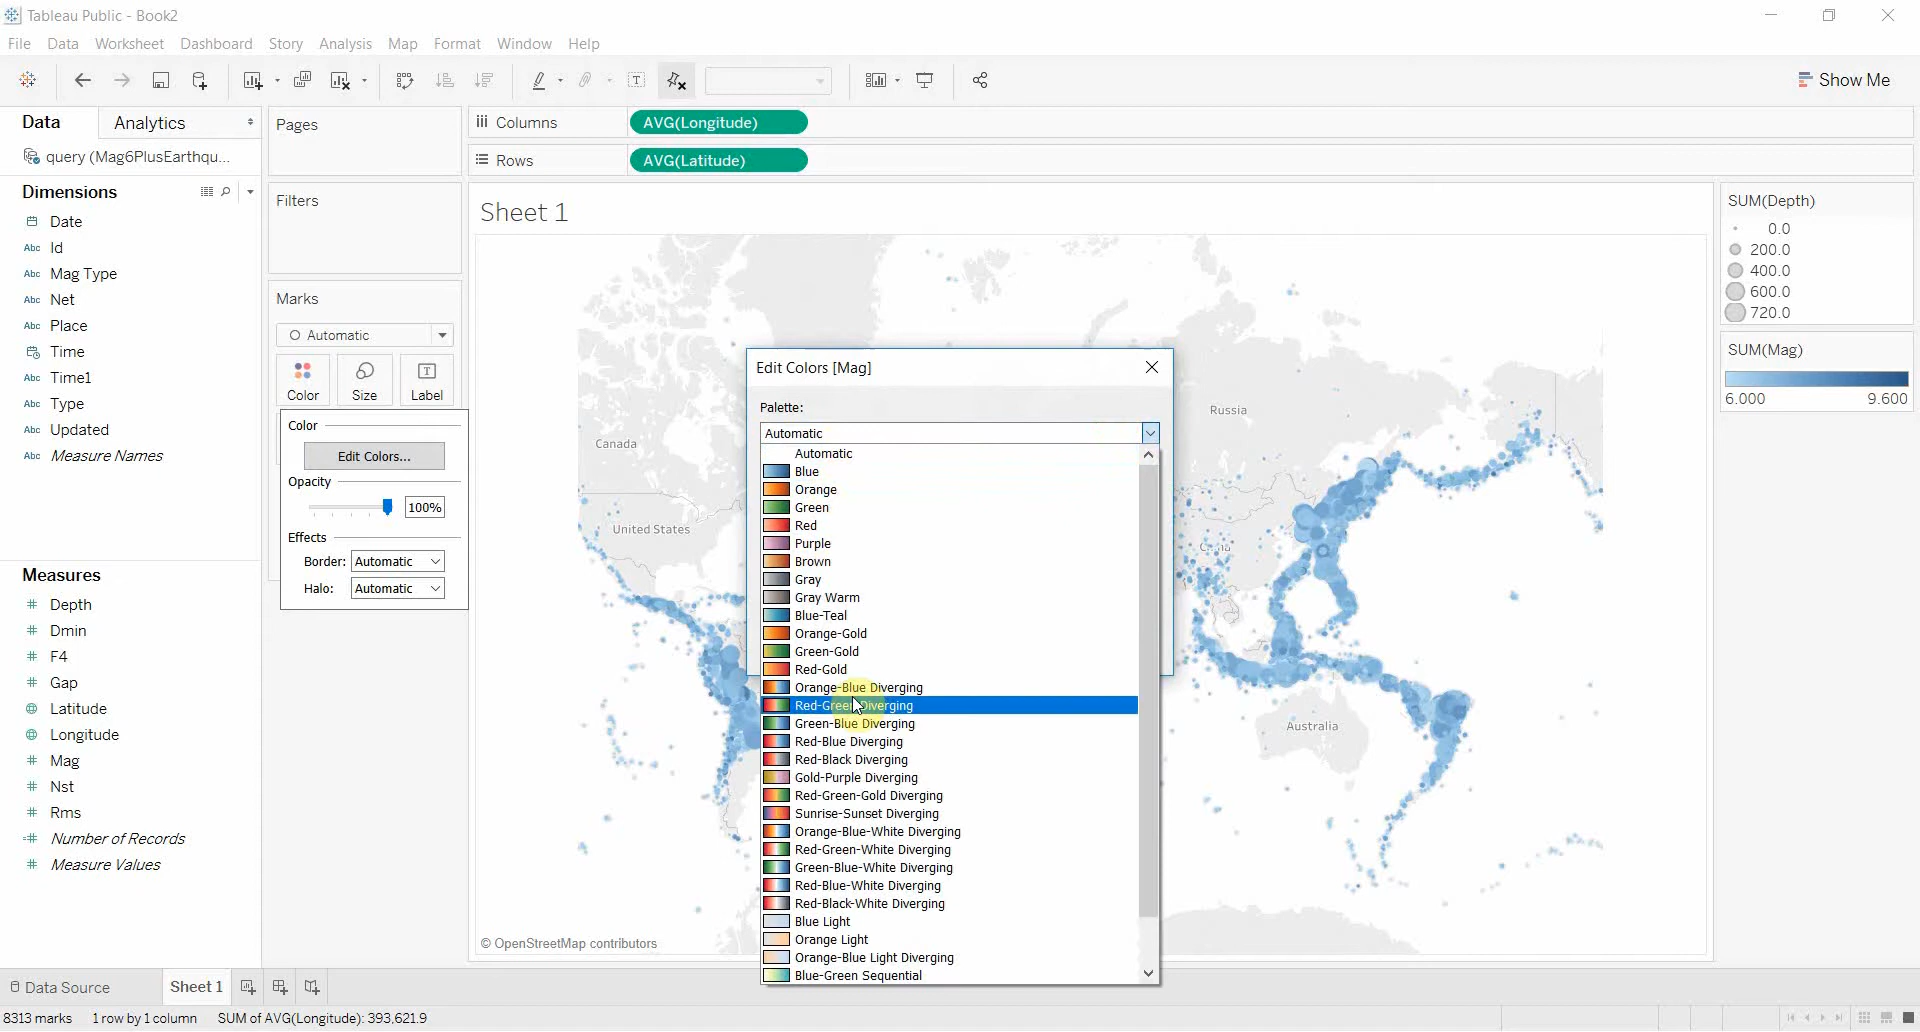 Tableau Public - Book2
File Data Worksheet Dashboard Story Analysis Map Format Window Help
Show Me
Data Analytics
query (Mag6PlusEarthqu...
Dimensions
Date
Abc Id
Abc Mag Type
Abc Net
Abc Place
Time
Abc Time1
Abc Type
Abc Updated
Abc Measure Names
Measures
Depth
Dmin
F4
Gap
Latitude
Longitude
Mag
Nst
Rms
Number of Records
Measure Values
Pages
Filters
Marks
Automatic
Color Size Label
Color
Edit Colors...
Opacity
100%
Effects
Border: Automatic
Halo: Automatic
Columns AVG(Longitude)
Rows AVG(Latitude)
Sheet 1
Canada
United States
Russia
China
Australia
© OpenStreetMap contributors
Edit Colors [Mag]
Palette:
Automatic
Automatic
Blue
Orange
Green
Red
Purple
Brown
Gray
Gray Warm
Blue-Teal
Orange-Gold
Green-Gold
Red-Gold
Orange-Blue Diverging
Red-Green Diverging
Green-Blue Diverging
Red-Blue Diverging
Red-Black Diverging
Gold-Purple Diverging
Red-Green-Gold Diverging
Sunrise-Sunset Diverging
Orange-Blue-White Diverging
Red-Green-White Diverging
Green-Blue-White Diverging
Red-Blue-White Diverging
Red-Black-White Diverging
Blue Light
Orange Light
Orange-Blue Light Diverging
Blue-Green Sequential
SUM(Depth)
0.0
200.0
400.0
600.0
720.0
SUM(Mag)
6.000 9.600
Data Source Sheet 1
8313 marks 1 row by 1 column SUM of AVG(Longitude): 393,621.9